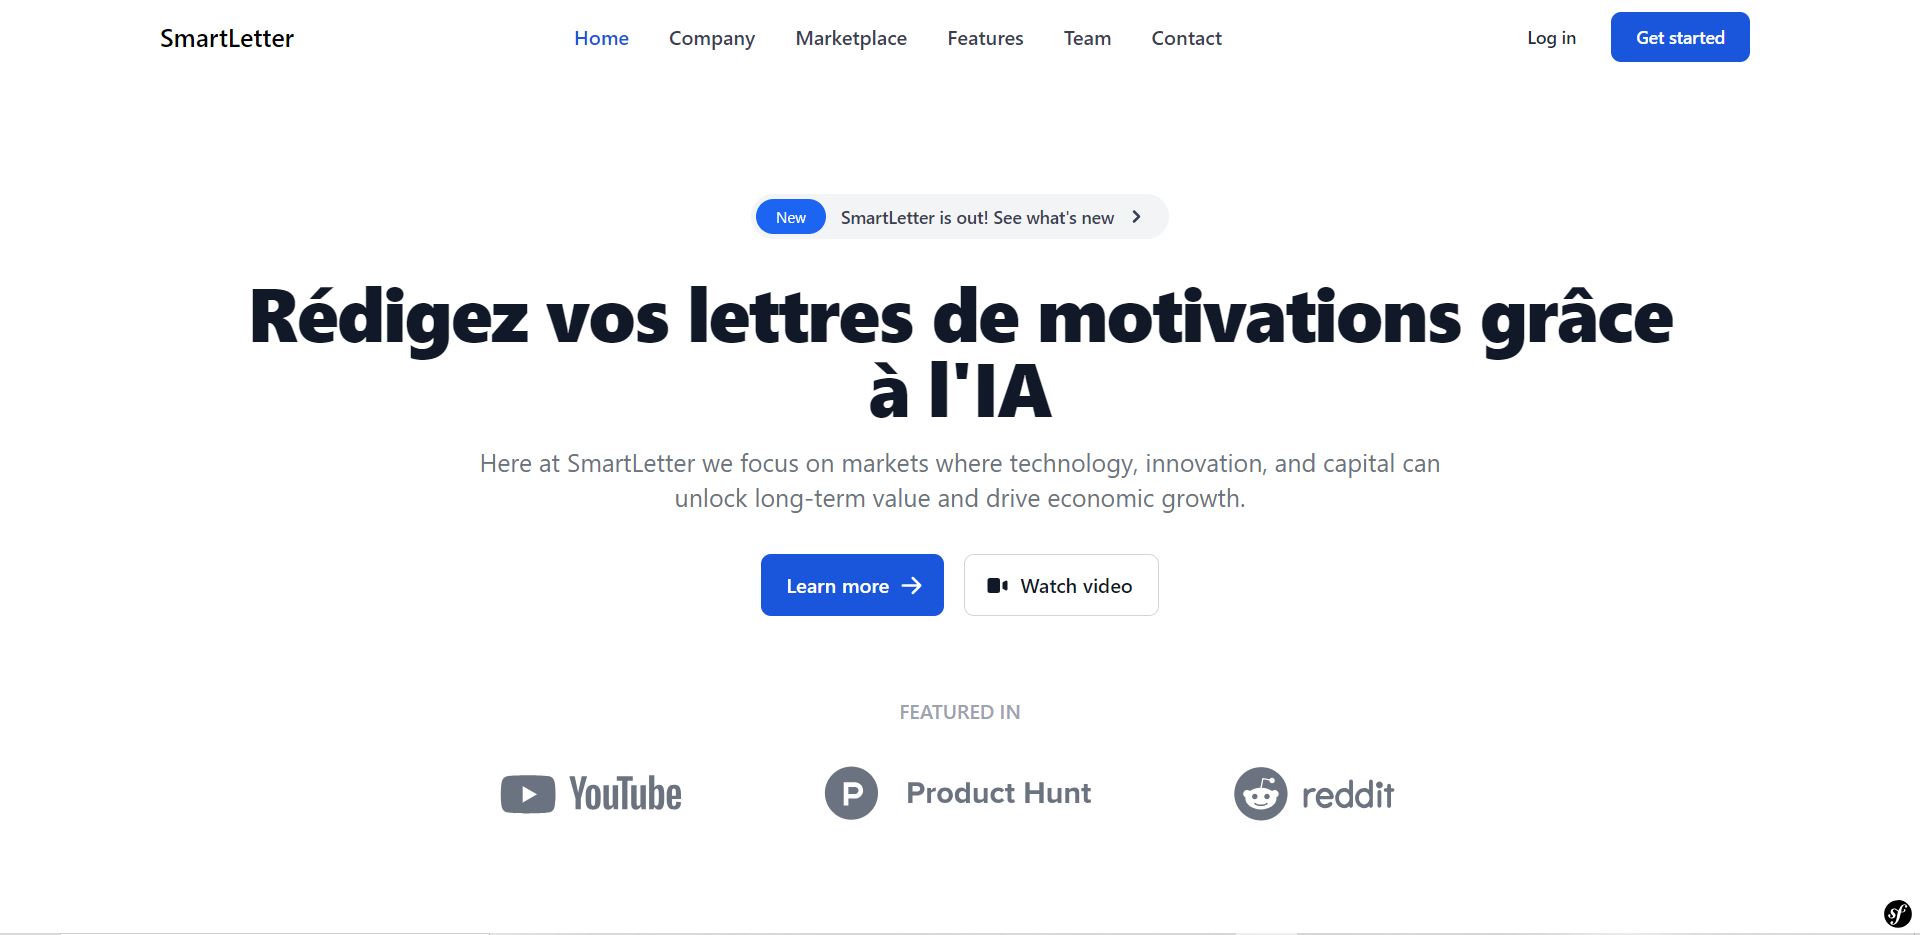 SmartLetter
Home Company Marketplace Features Team Contact
Log in
Get started
New SmartLetter is out! See what's new
Rédigez vos lettres de motivations grâce
à l'IA
Here at SmartLetter we focus on markets where technology, innovation, and capital can
unlock long-term value and drive economic growth.
Learn more
Watch video
FEATURED IN
YouTube
P Product Hunt
reddit
sf